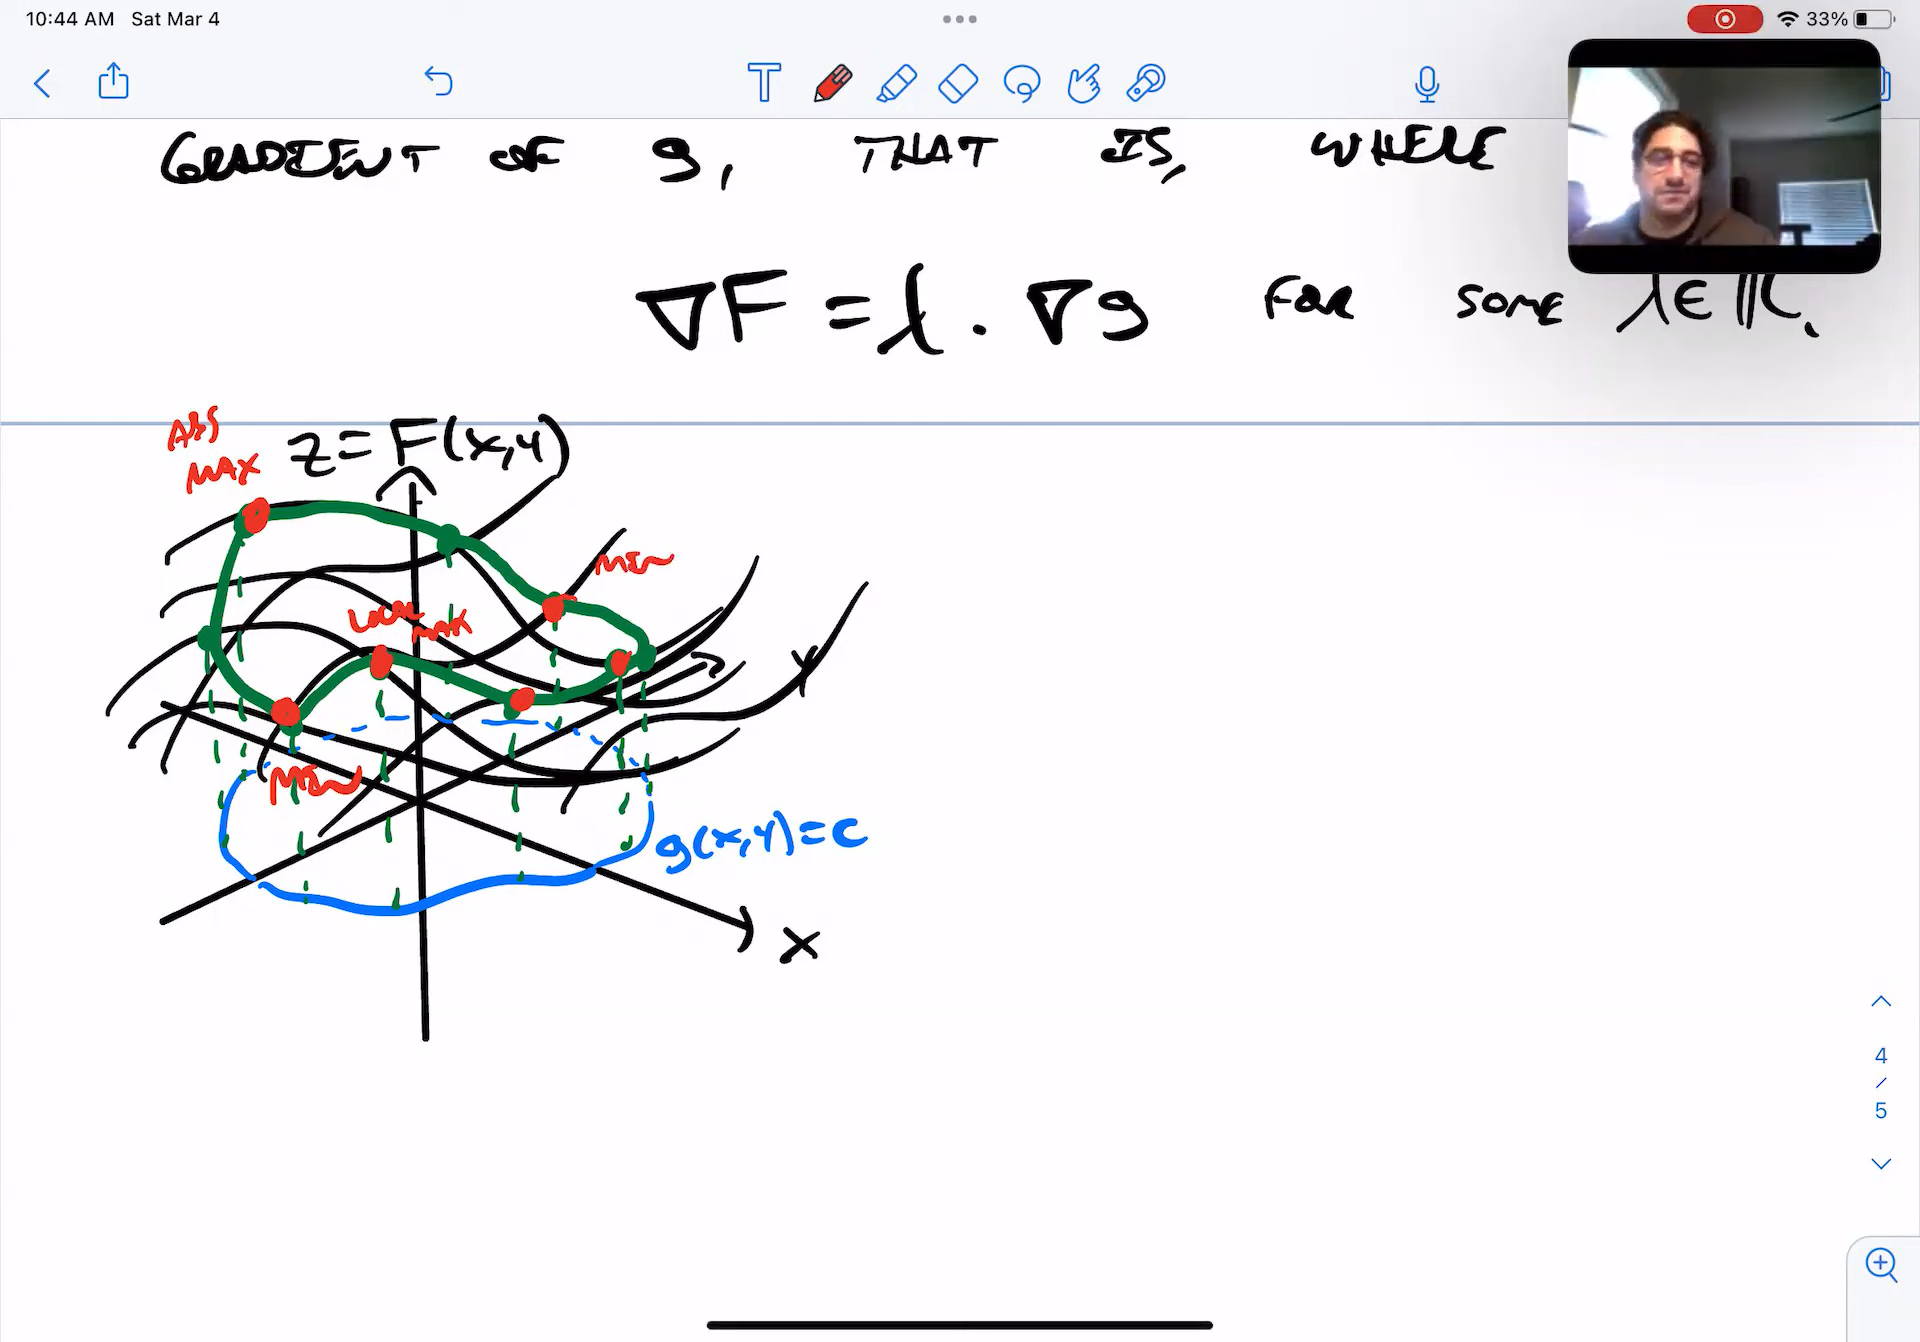 10:44 AM Sat Mar 4
33%
GRADIENT OF g, THAT IS, WHERE
∇F = λ · ∇g FOR SOME λ∈ℝ.
ABS
MAX
z = F(x,y)
MIN
LOCAL
MAX
y
MIN
g(x,y)=c
x
4
/
5